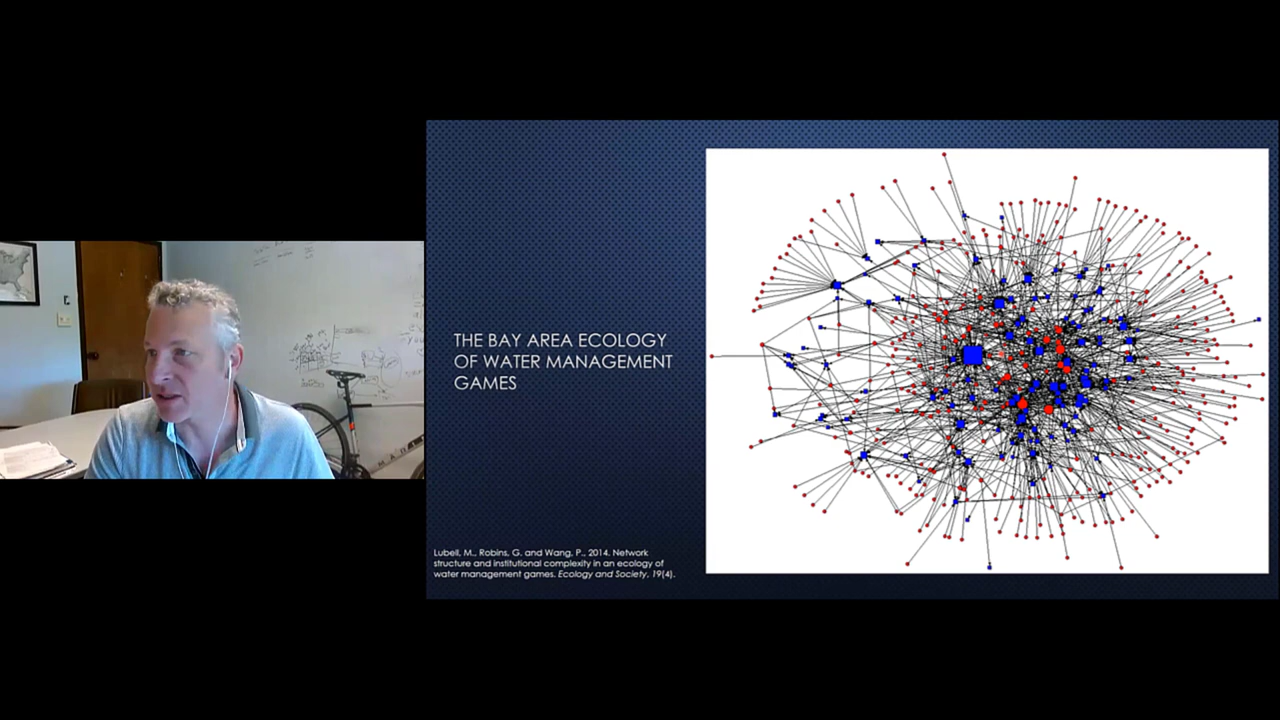 THE BAY AREA ECOLOGY
OF WATER MANAGEMENT
GAMES
Lubell, M., Robins, G. and Wang, P., 2014. Network
structure and institutional complexity in an ecology of
water management games. Ecology and Society, 19(4).